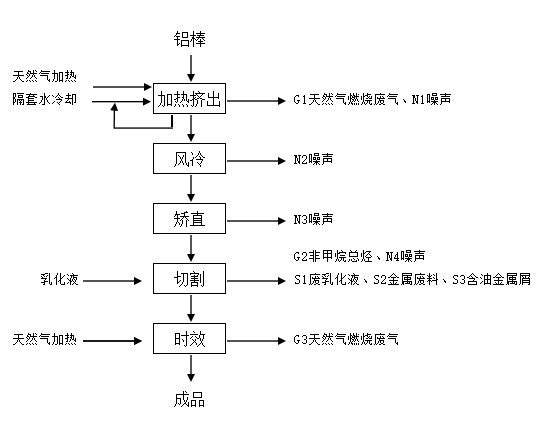 铝棒
天然气加热
隔套水冷却
加热挤出
G1天然气燃烧废气、N1噪声
风冷
N2噪声
矫直
N3噪声
G2非甲烷总烃、N4噪声
乳化液
切割
S1废乳化液、S2金属废料、S3含油金属屑
天然气加热
时效
G3天然气燃烧废气
成品